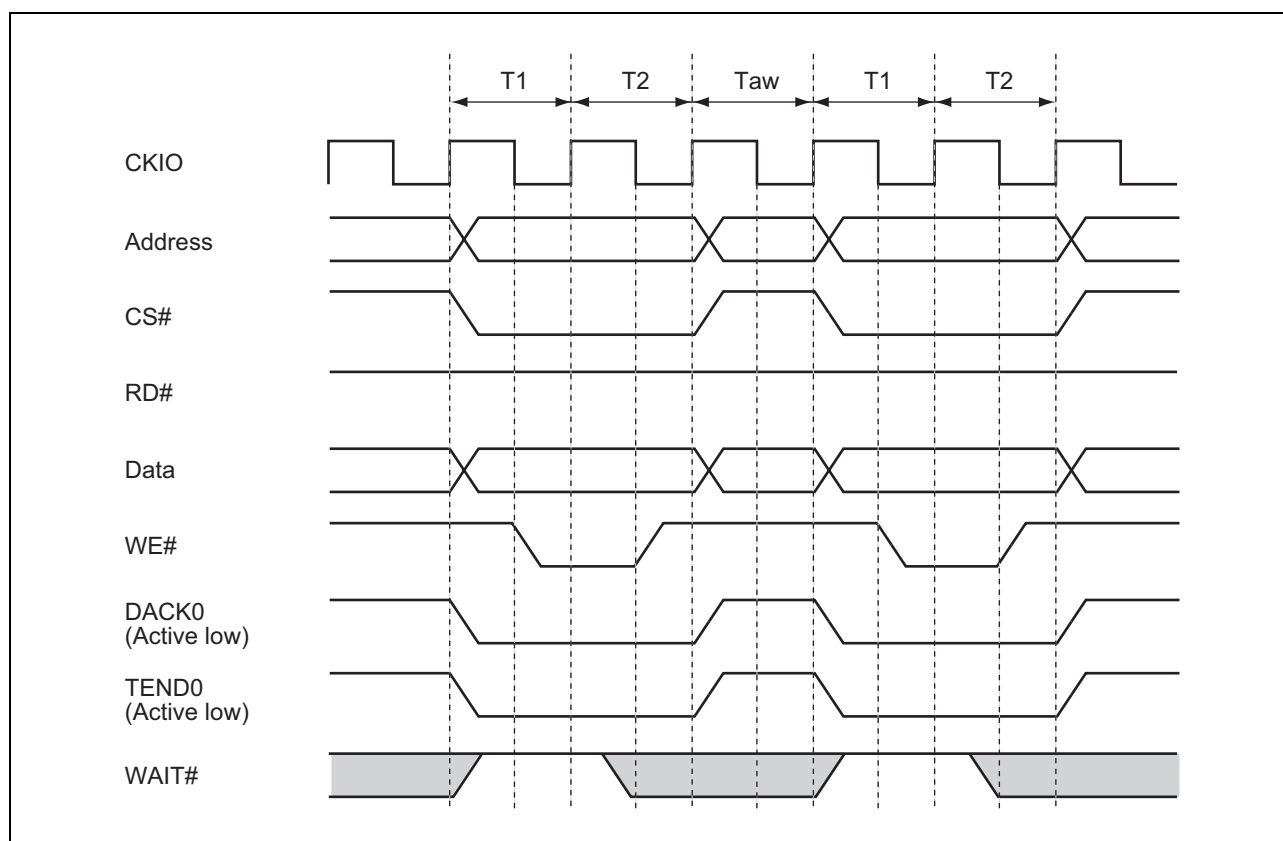 T1 T2 Taw T1 T2
CKIO
Address
CS#
RD#
Data
WE#
DACK0
(Active low)
TEND0
(Active low)
WAIT#